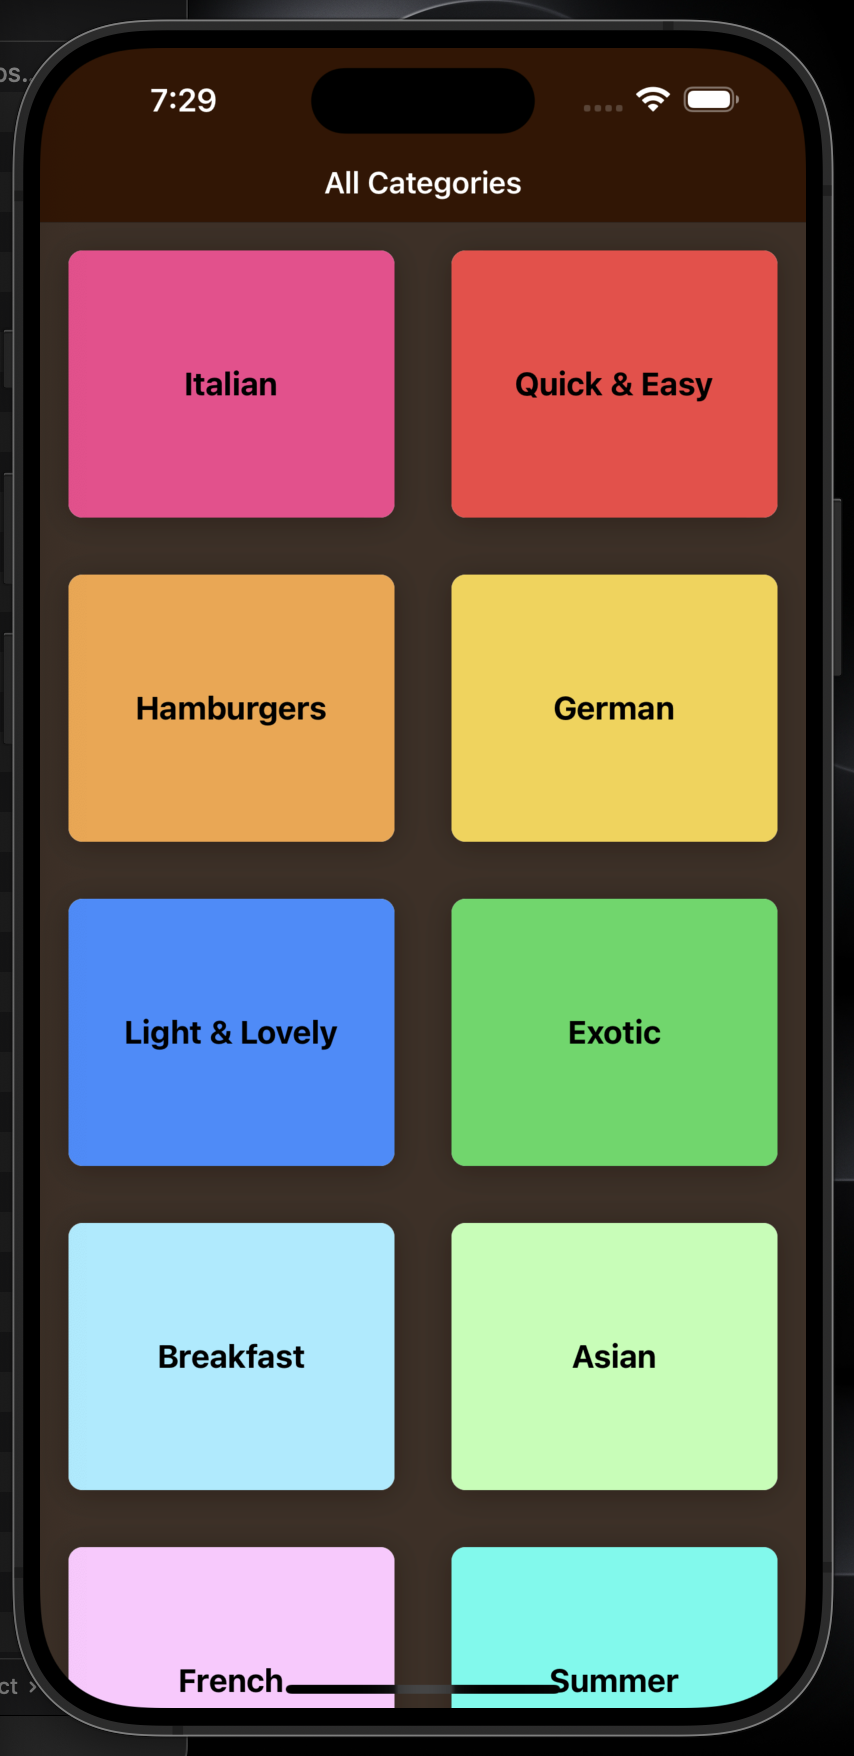 ps..
7:29
All Categories
Italian
Quick & Easy
Hamburgers
German
Light & Lovely
Exotic
Breakfast
Asian
French
Summer
ct ›